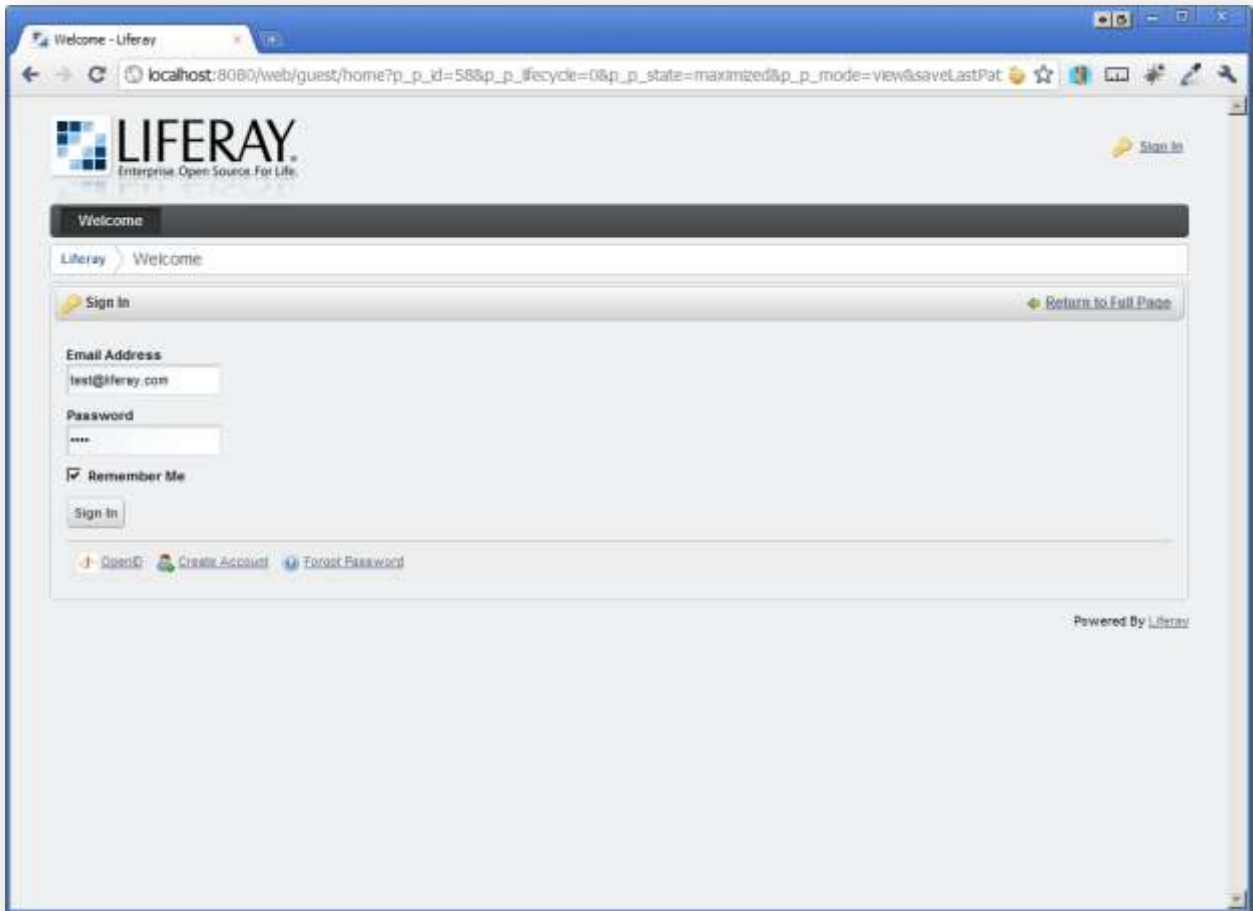 Welcome - Liferay
localhost:8080/web/guest/home?p_p_id=58&p_p_lifecycle=0&p_p_state=maximized&p_p_mode=view&saveLastPat
LIFERAY.
Enterprise. Open Source. For Life.
Sign In
Welcome
Liferay Welcome
Sign In Return to Full Page
Email Address
test@liferay.com
Password
••••
Remember Me
Sign In
OpenID Create Account Forgot Password
Powered By Liferay